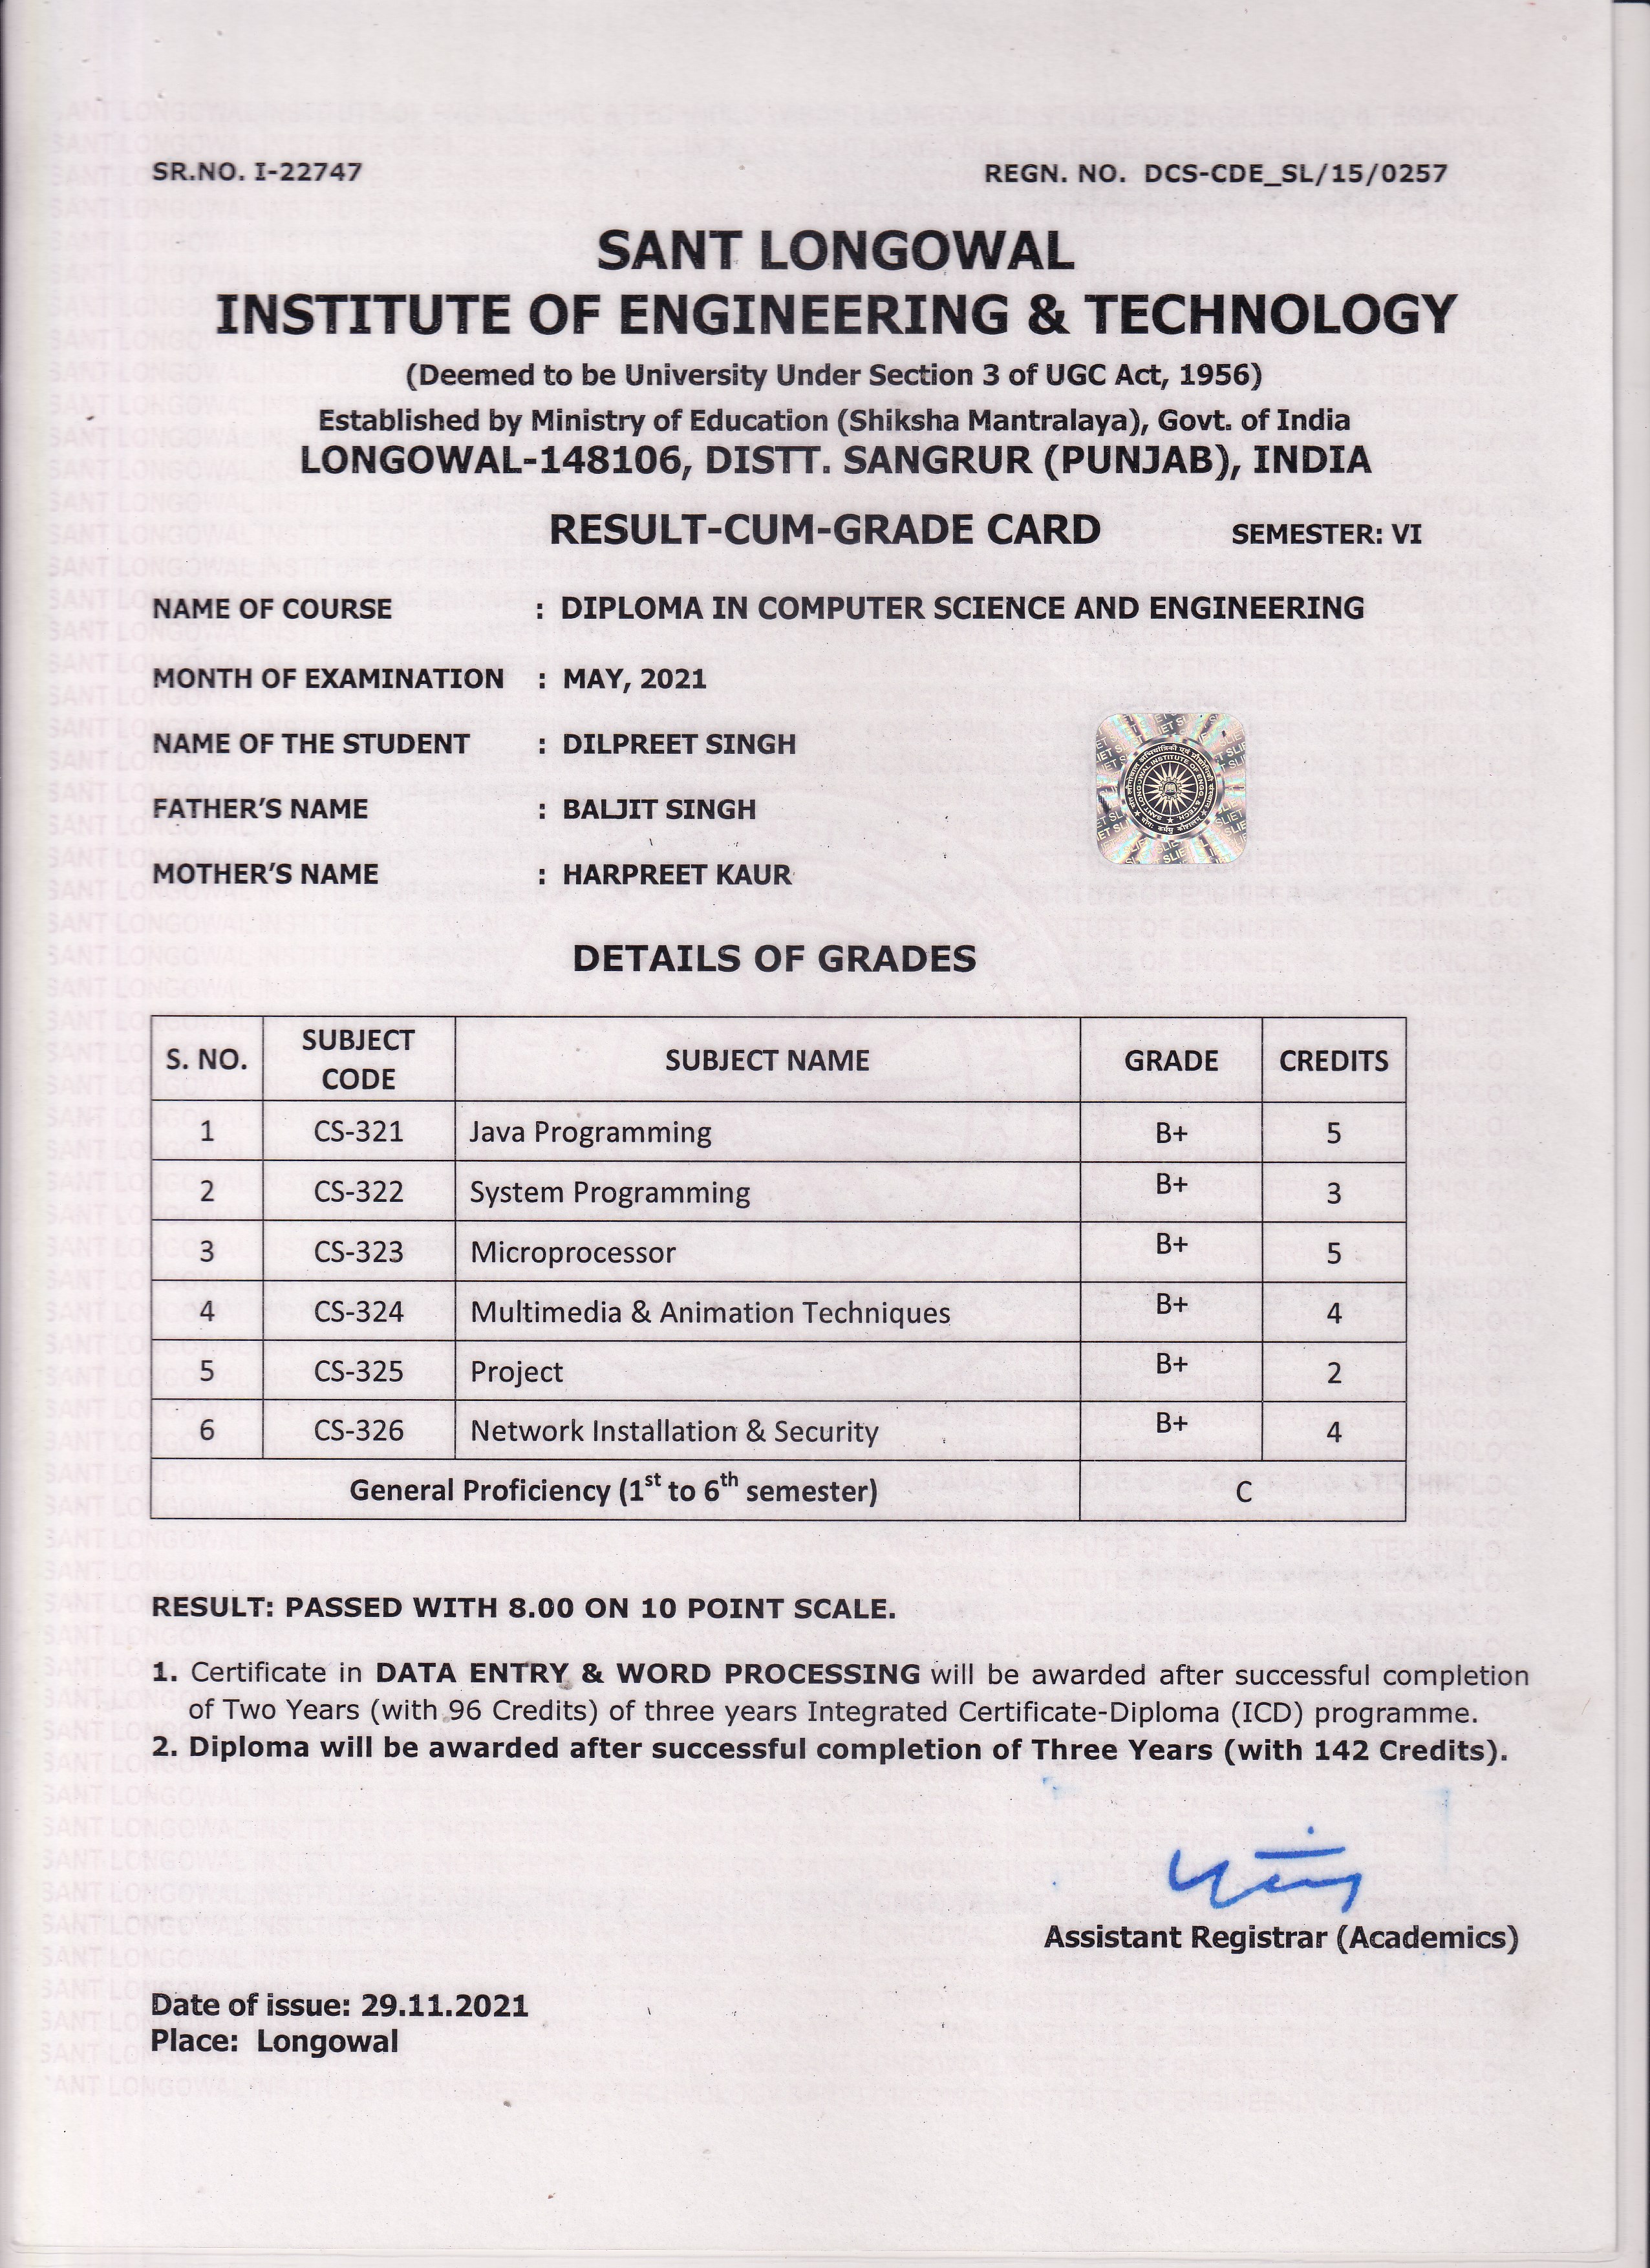 SR.NO. I-22747 REGN. NO. DCS-CDE_SL/15/0257
SANT LONGOWAL
INSTITUTE OF ENGINEERING & TECHNOLOGY
(Deemed to be University Under Section 3 of UGC Act, 1956)
Established by Ministry of Education (Shiksha Mantralaya), Govt. of India
LONGOWAL-148106, DISTT. SANGRUR (PUNJAB), INDIA
RESULT-CUM-GRADE CARD SEMESTER: VI
NAME OF COURSE : DIPLOMA IN COMPUTER SCIENCE AND ENGINEERING
MONTH OF EXAMINATION : MAY, 2021
NAME OF THE STUDENT : DILPREET SINGH
FATHER'S NAME : BALJIT SINGH
MOTHER'S NAME : HARPREET KAUR
DETAILS OF GRADES
S. NO. SUBJECT CODE SUBJECT NAME GRADE CREDITS
1 CS-321 Java Programming B+ 5
2 CS-322 System Programming B+ 3
3 CS-323 Microprocessor B+ 5
4 CS-324 Multimedia & Animation Techniques B+ 4
5 CS-325 Project B+ 2
6 CS-326 Network Installation & Security B+ 4
General Proficiency (1st to 6th semester) C
RESULT: PASSED WITH 8.00 ON 10 POINT SCALE.
1. Certificate in DATA ENTRY & WORD PROCESSING will be awarded after successful completion
of Two Years (with 96 Credits) of three years Integrated Certificate-Diploma (ICD) programme.
2. Diploma will be awarded after successful completion of Three Years (with 142 Credits).
Assistant Registrar (Academics)
Date of issue: 29.11.2021
Place: Longowal